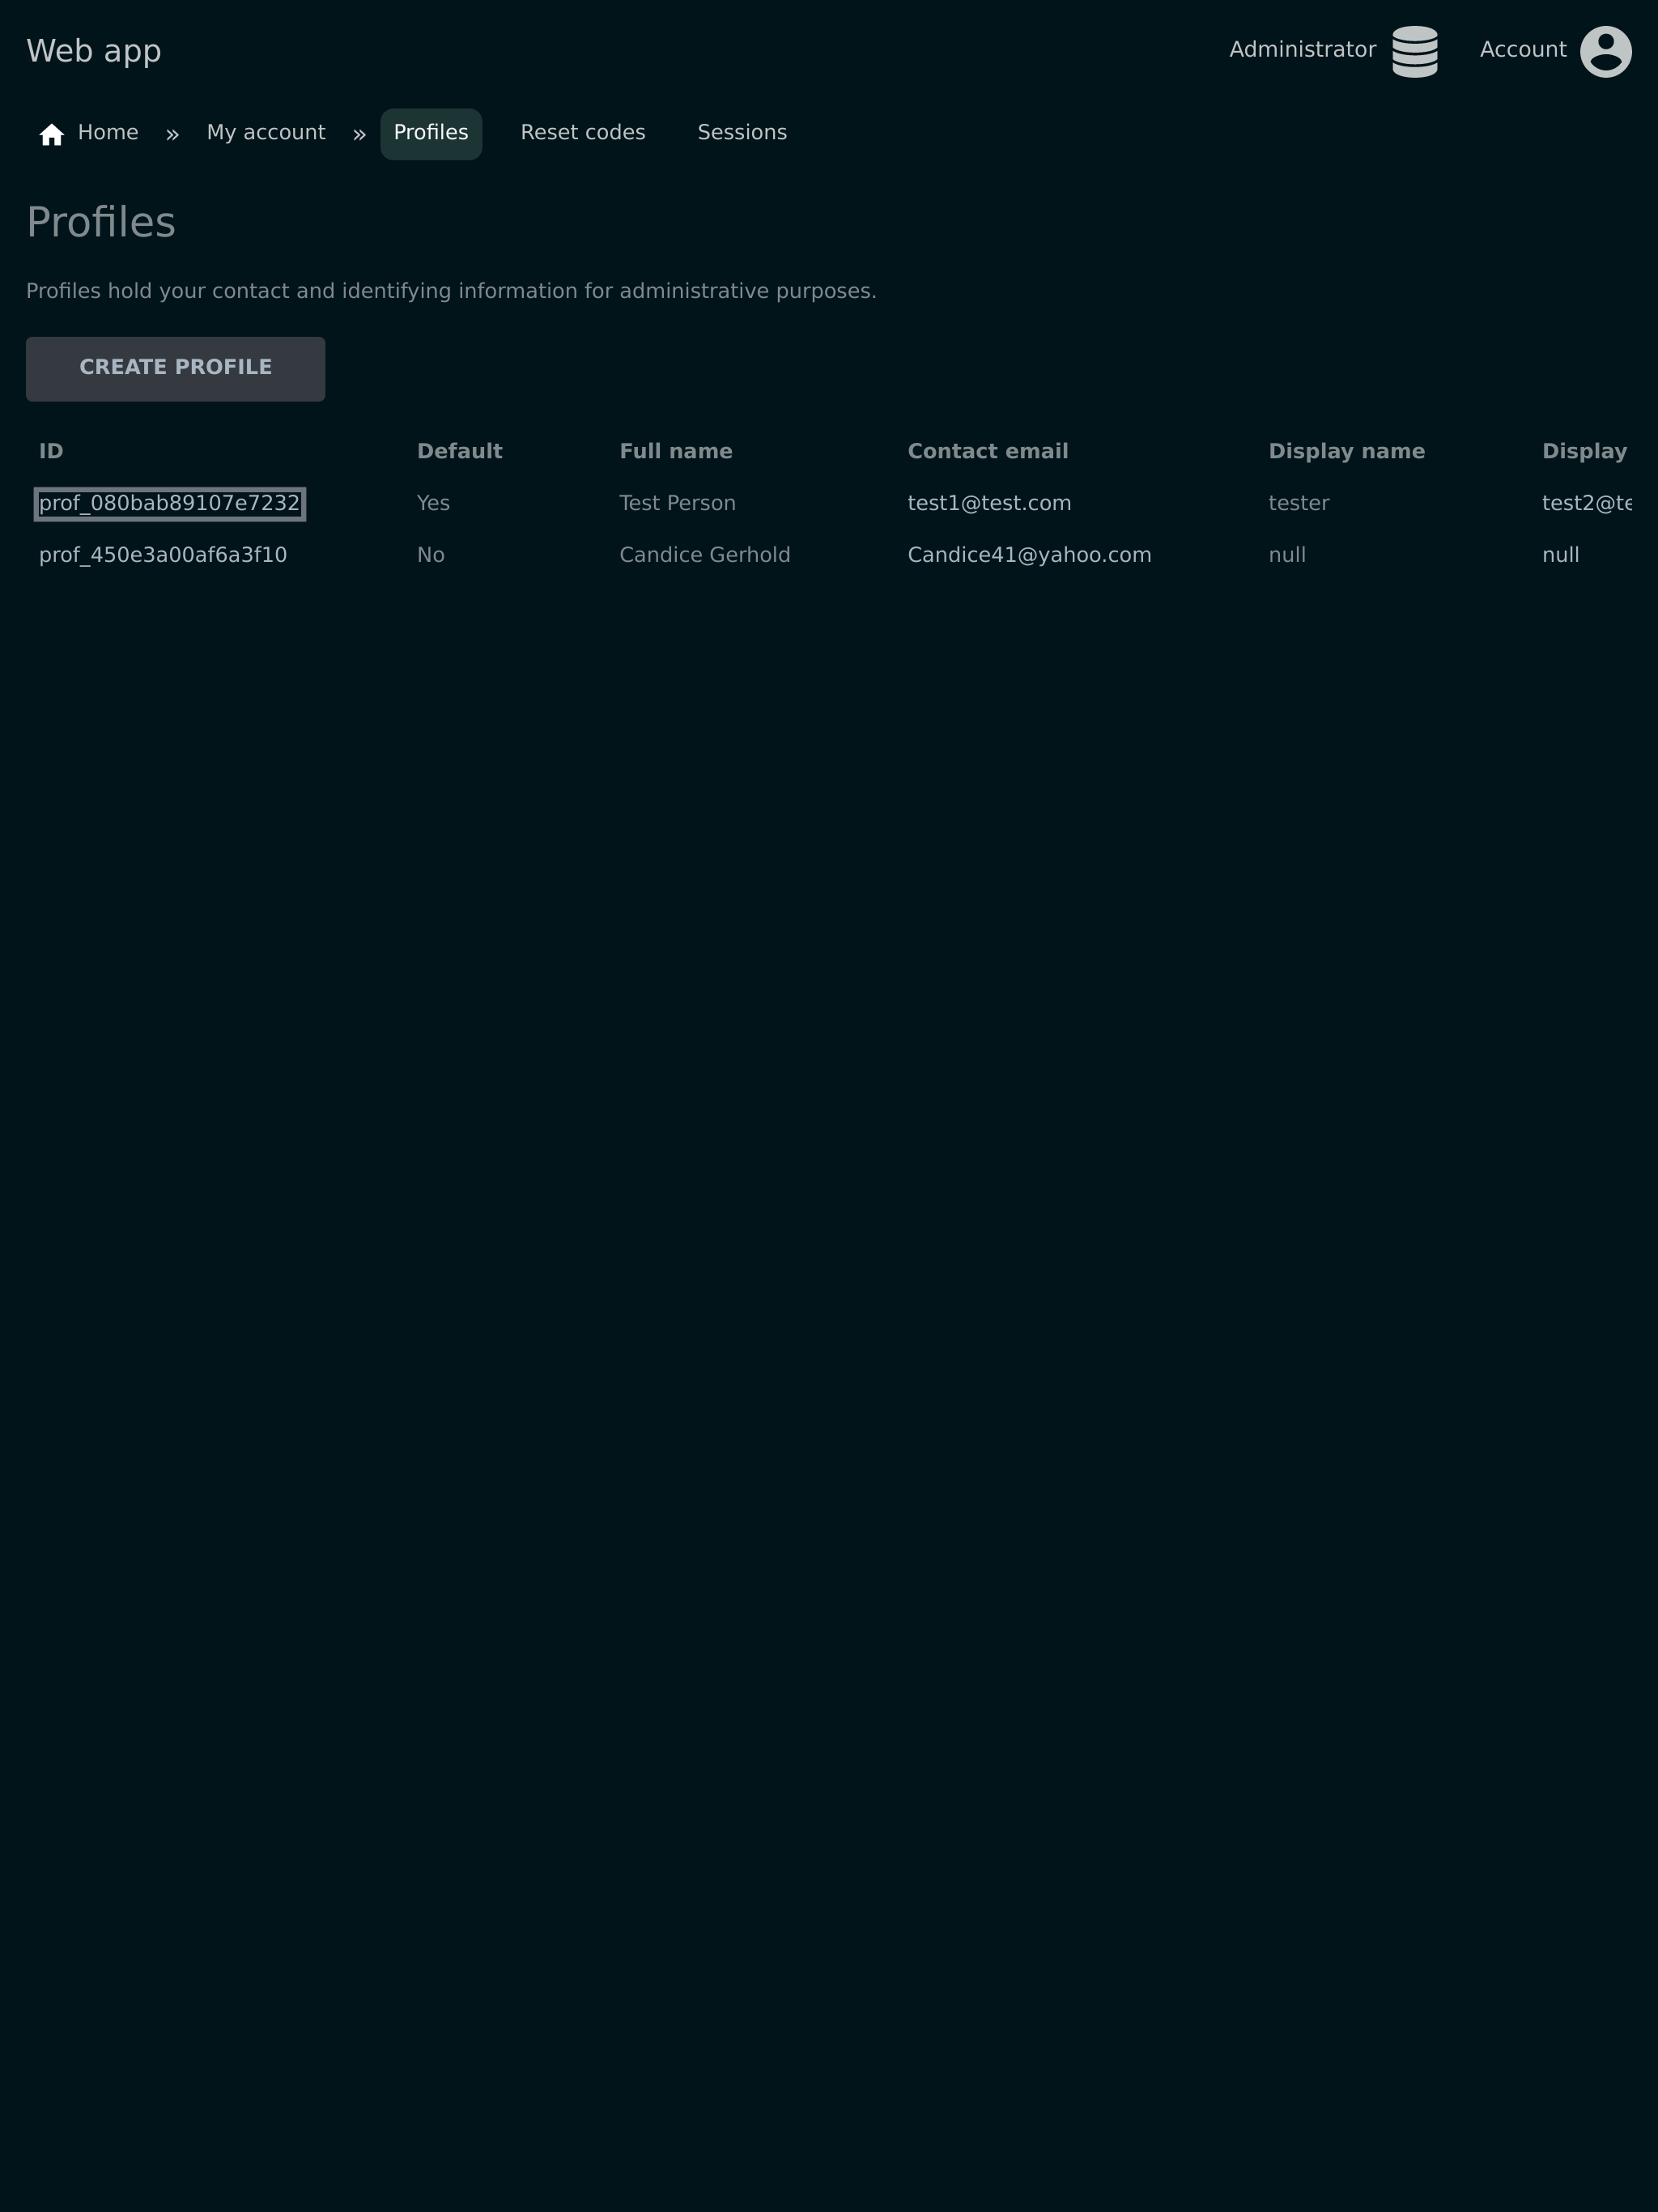 Web app
Administrator
Account
Home » My account » Profiles Reset codes Sessions
Profiles
Profiles hold your contact and identifying information for administrative purposes.
CREATE PROFILE
ID Default Full name Contact email Display name Display
prof_080bab89107e7232 Yes Test Person test1@test.com tester test2@te
prof_450e3a00af6a3f10 No Candice Gerhold Candice41@yahoo.com null null